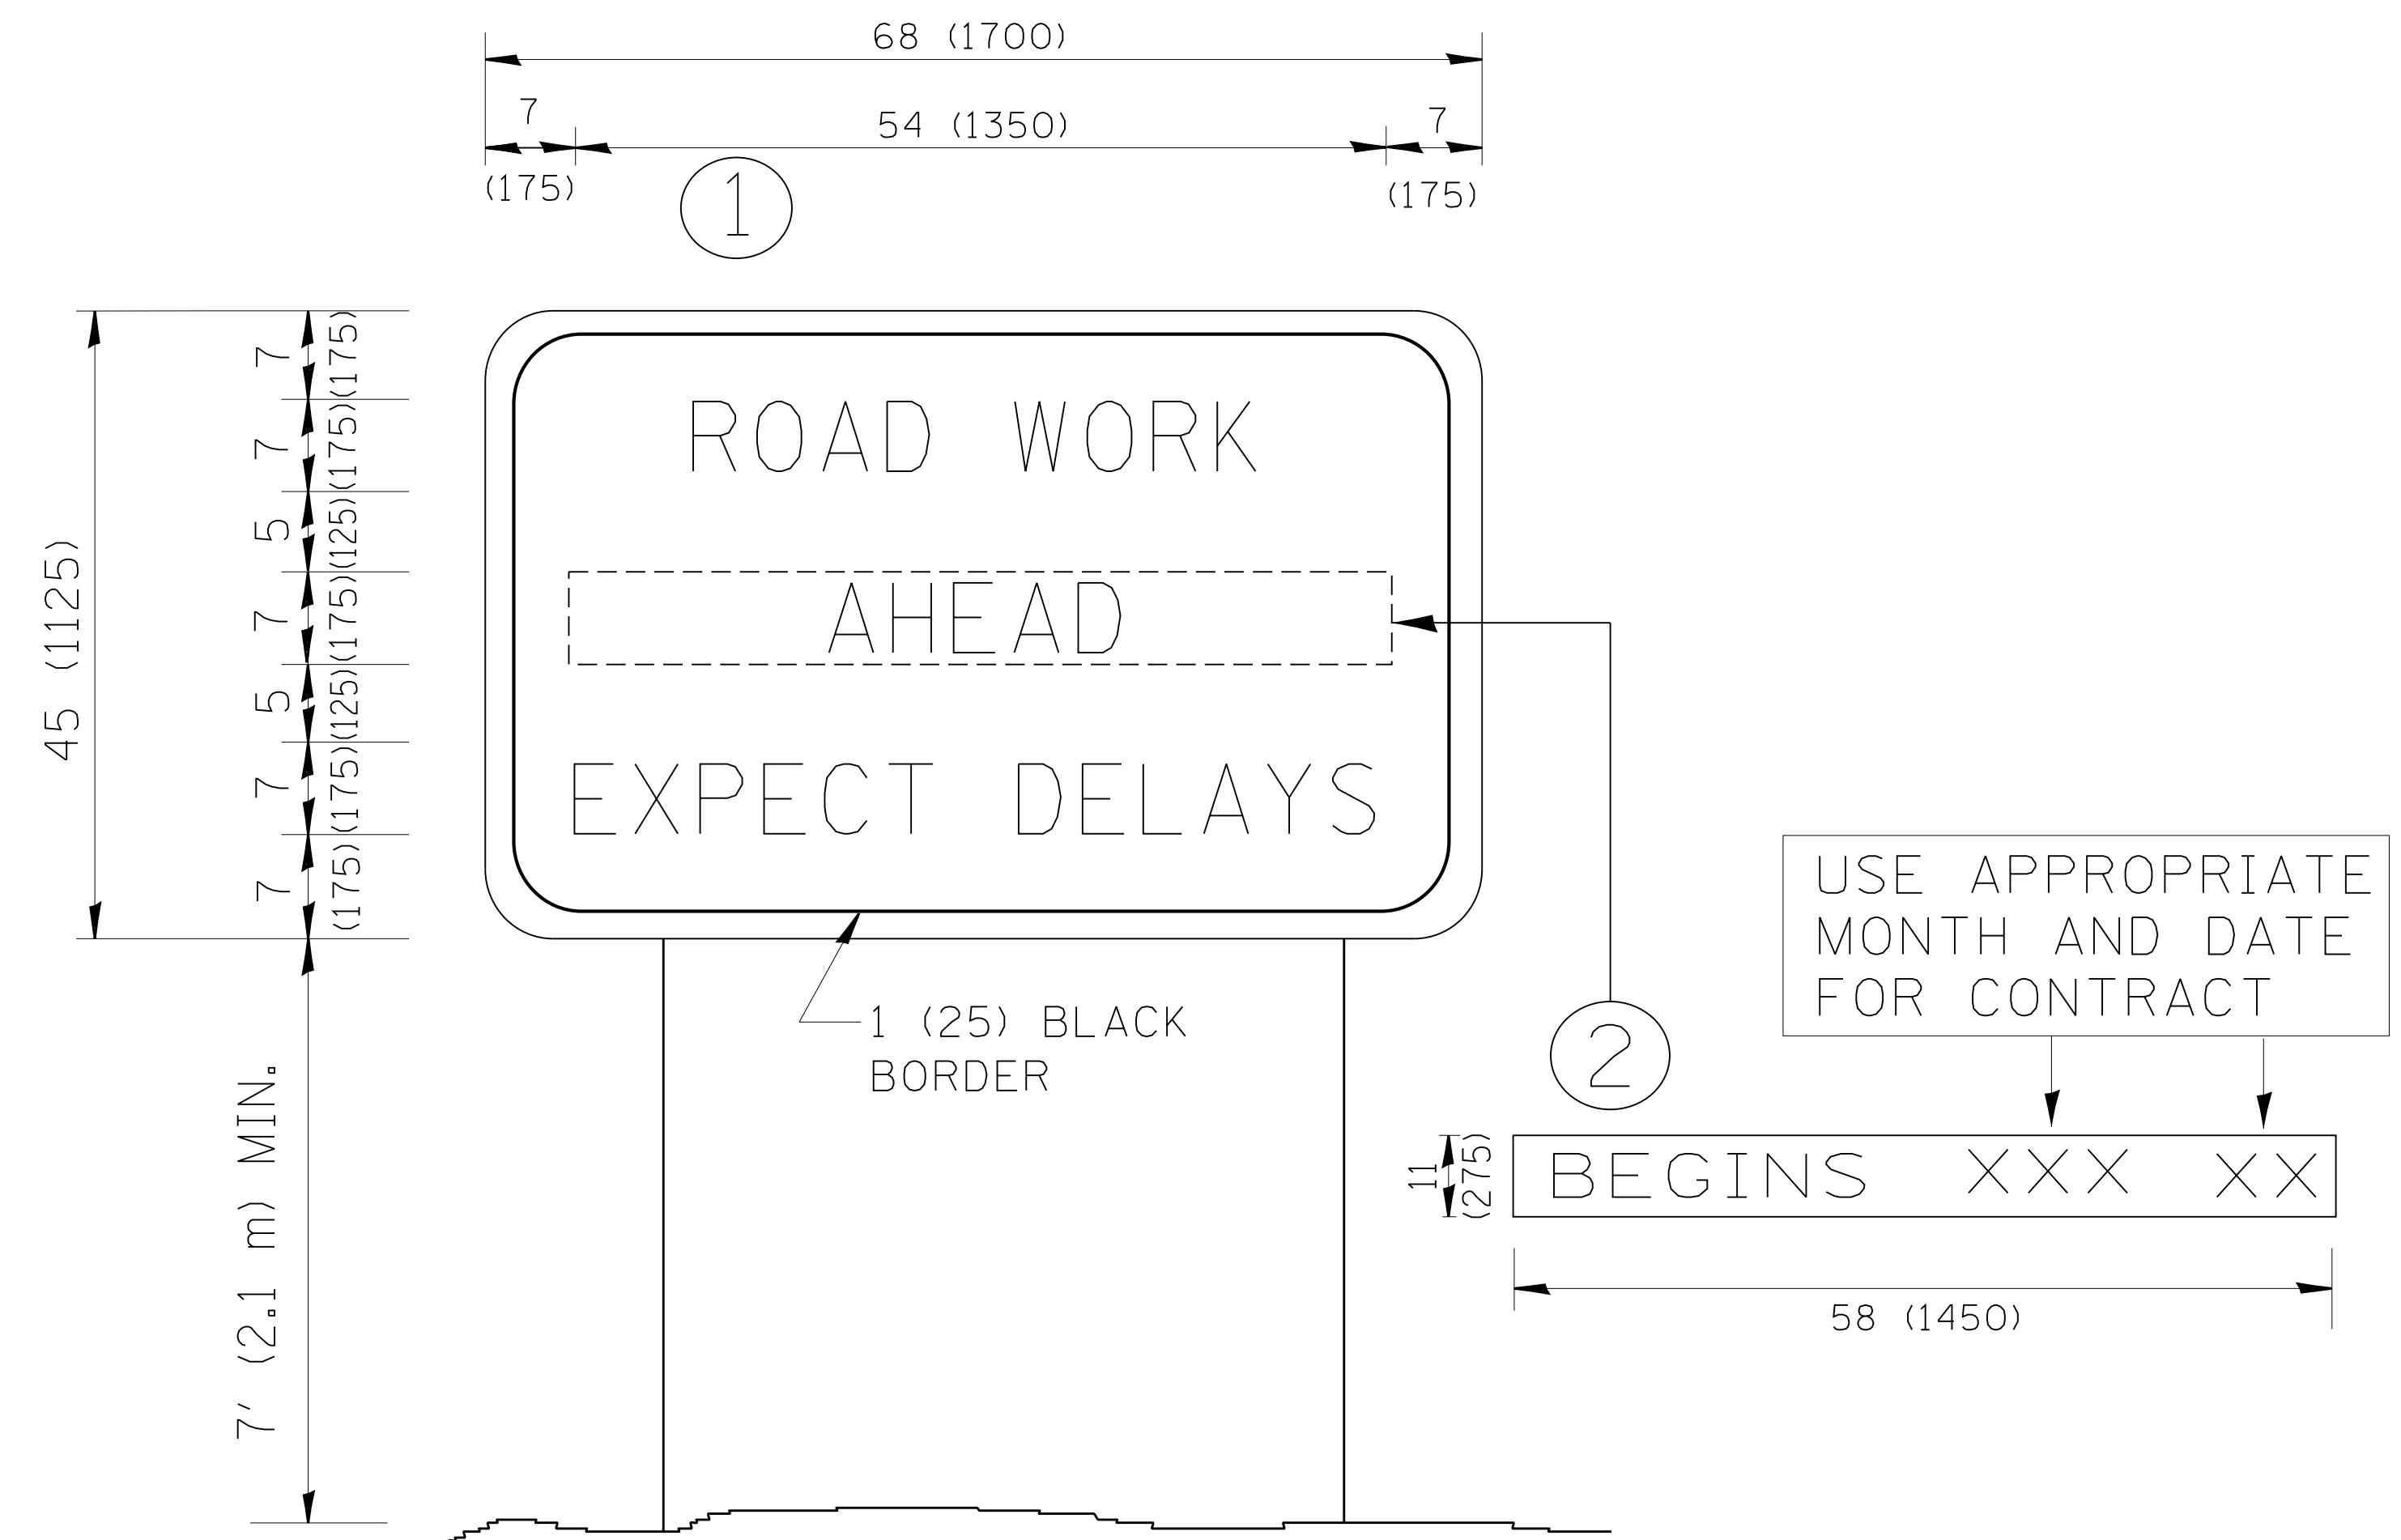 68 (1700)
7
54 (1350)
7
(175)
(175)
1
45 (1125)
7
(175)
7
(175)
5
(125)
7
(175)
5
(125)
7
(175)
7
(175)
ROAD WORK
AHEAD
EXPECT DELAYS
1 (25) BLACK
BORDER
7' (2.1 m) MIN.
2
USE APPROPRIATE
MONTH AND DATE
FOR CONTRACT
11
(275)
BEGINS XXX XX
58 (1450)